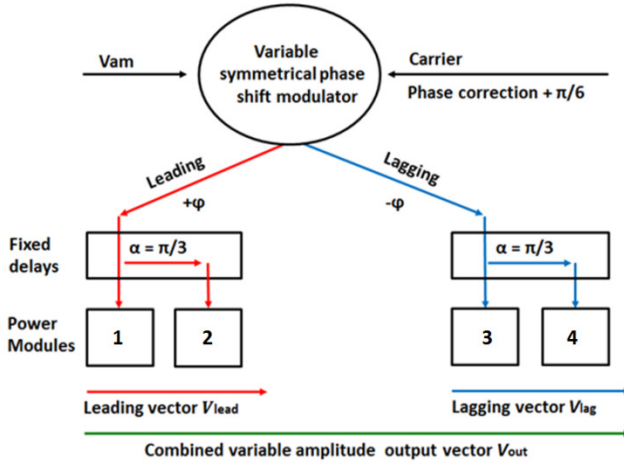 Vam
Variable
symmetrical phase
shift modulator
Carrier
Phase correction + π/6
Leading
+φ
Lagging
-φ
Fixed
delays
α = π/3
α = π/3
Power
Modules
1
2
3
4
Leading vector Vlead
Lagging vector Vlag
Combined variable amplitude output vector Vout